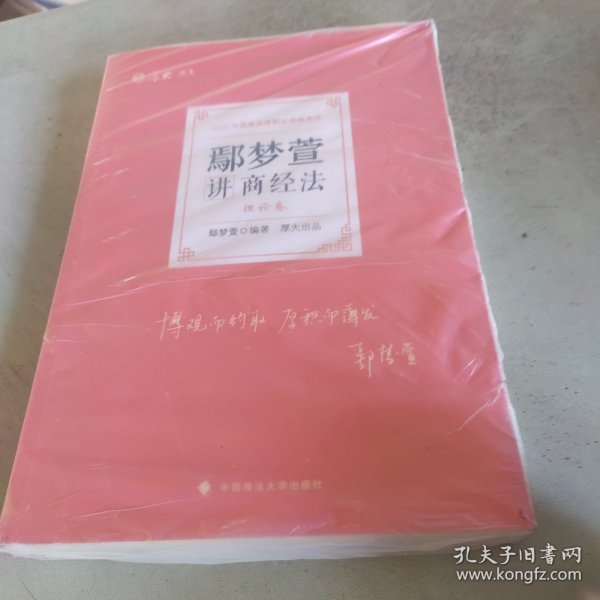 厚大
鄢梦萱
讲商经法
理论卷
鄢梦萱◎编著 厚大出品
博观而约取 厚积而薄发
鄢梦萱
中国政法大学出版社
孔夫子旧书网
www.kongfz.com